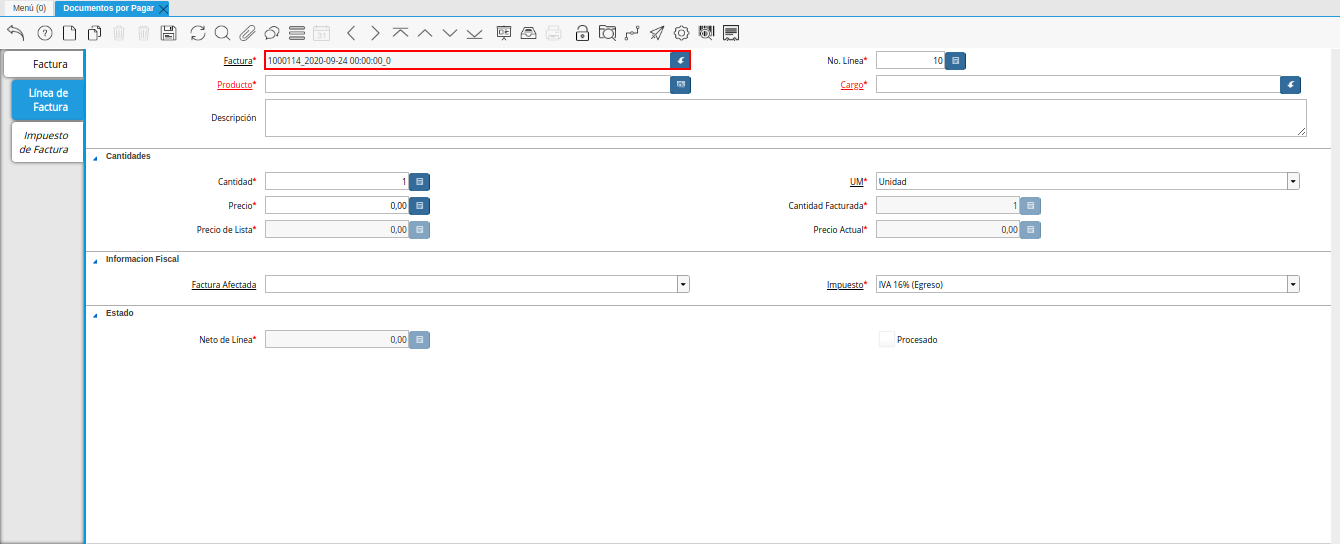 Menú (0) Documentos por Pagar
Factura
Línea de
Factura
Impuesto
de Factura
Factura* 1000114_2020-09-24 00:00:00_0 No. Línea* 10
Producto* Cargo*
Descripción
Cantidades
Cantidad* 1 UM* Unidad
Precio* 0,00 Cantidad Facturada* 1
Precio de Lista* 0,00 Precio Actual* 0,00
Informacion Fiscal
Factura Afectada Impuesto* IVA 16% (Egreso)
Estado
Neto de Línea* 0,00 Procesado